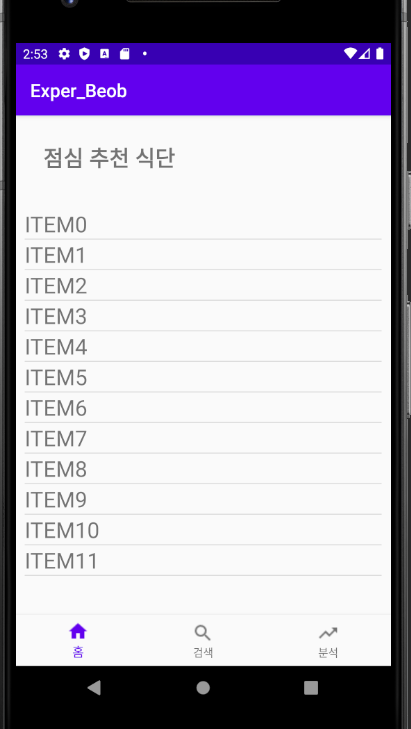 2:53
Exper_Beob
점심 추천 식단
ITEM0
ITEM1
ITEM2
ITEM3
ITEM4
ITEM5
ITEM6
ITEM7
ITEM8
ITEM9
ITEM10
ITEM11
홈 검색 분석